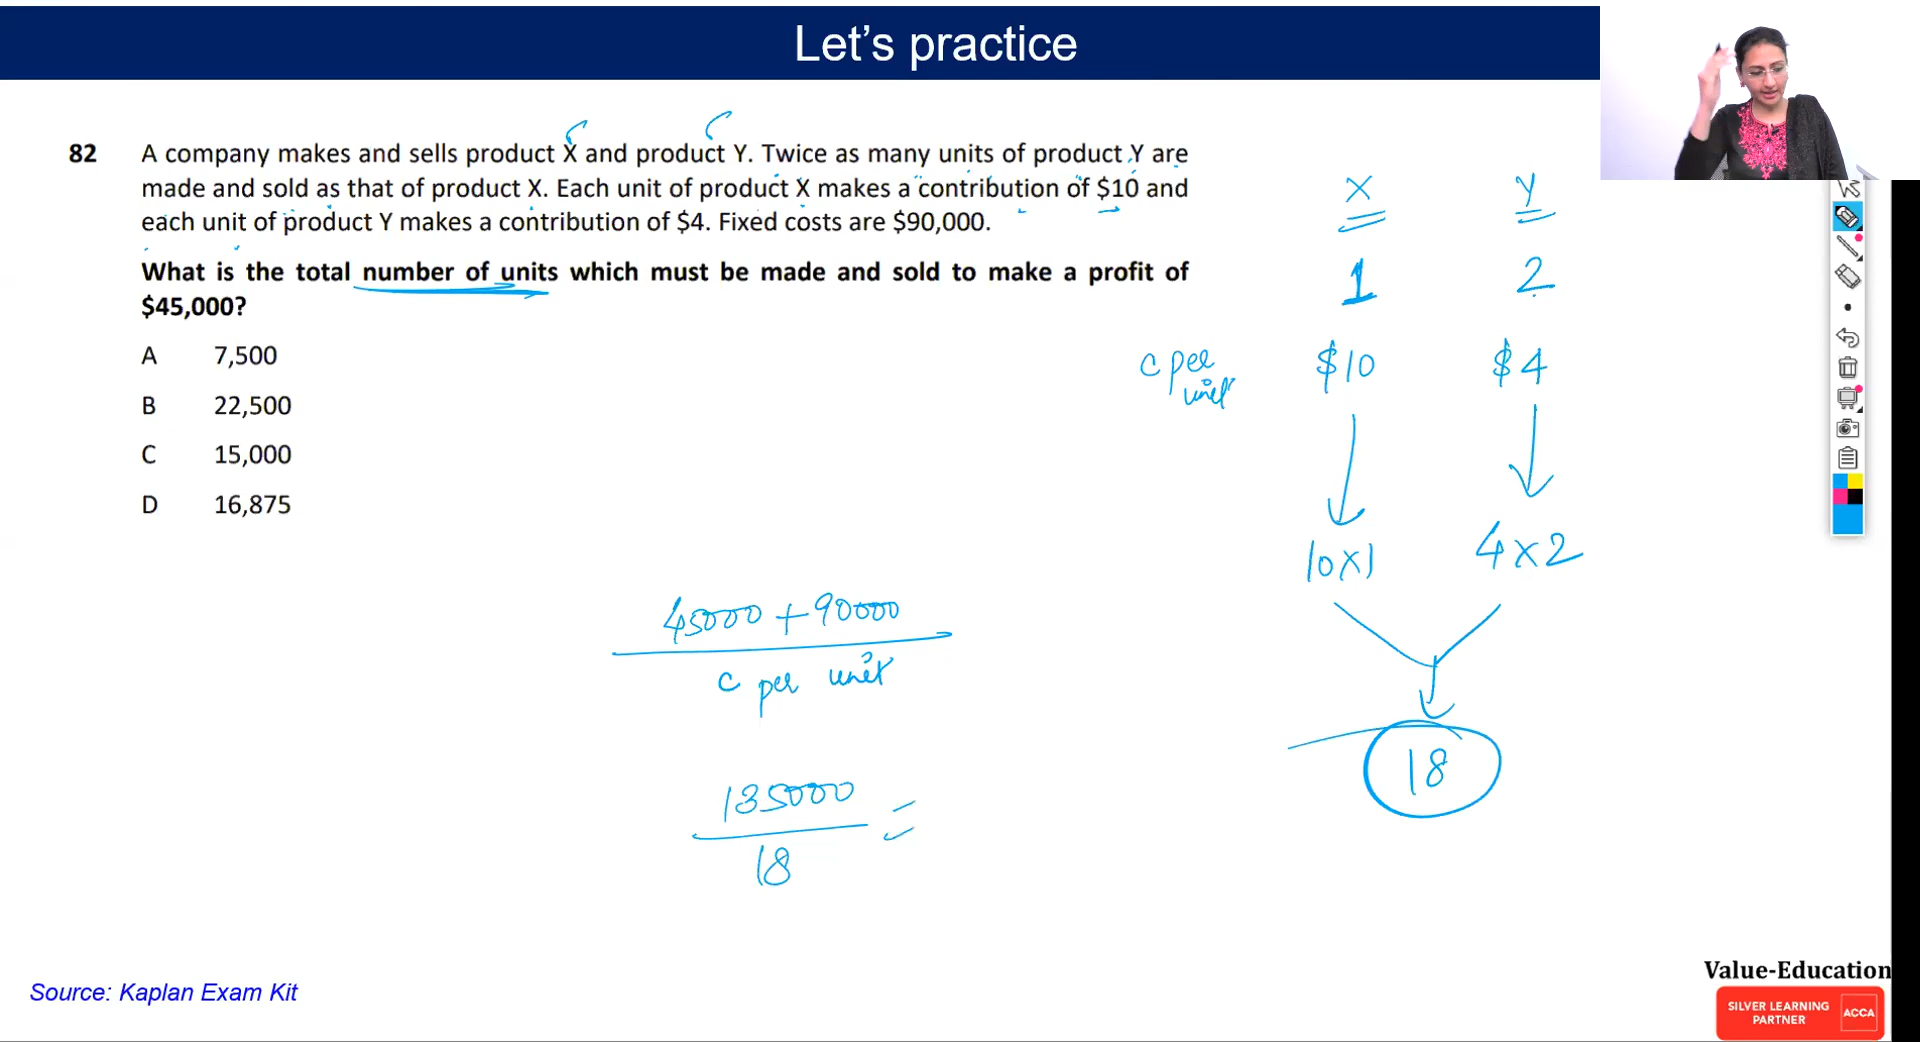 Let's practice
82 A company makes and sells product X and product Y. Twice as many units of product Y are
made and sold as that of product X. Each unit of product X makes a contribution of $10 and
each unit of product Y makes a contribution of $4. Fixed costs are $90,000.
What is the total number of units which must be made and sold to make a profit of
$45,000?
A 7,500
B 22,500
C 15,000
D 16,875
X Y
1 2
c per unit $10 $4
10x1 4x2
18
45000 + 90000
c per unit
135000 =
18
Source: Kaplan Exam Kit
Value-Education
SILVER LEARNING
PARTNER
ACCA